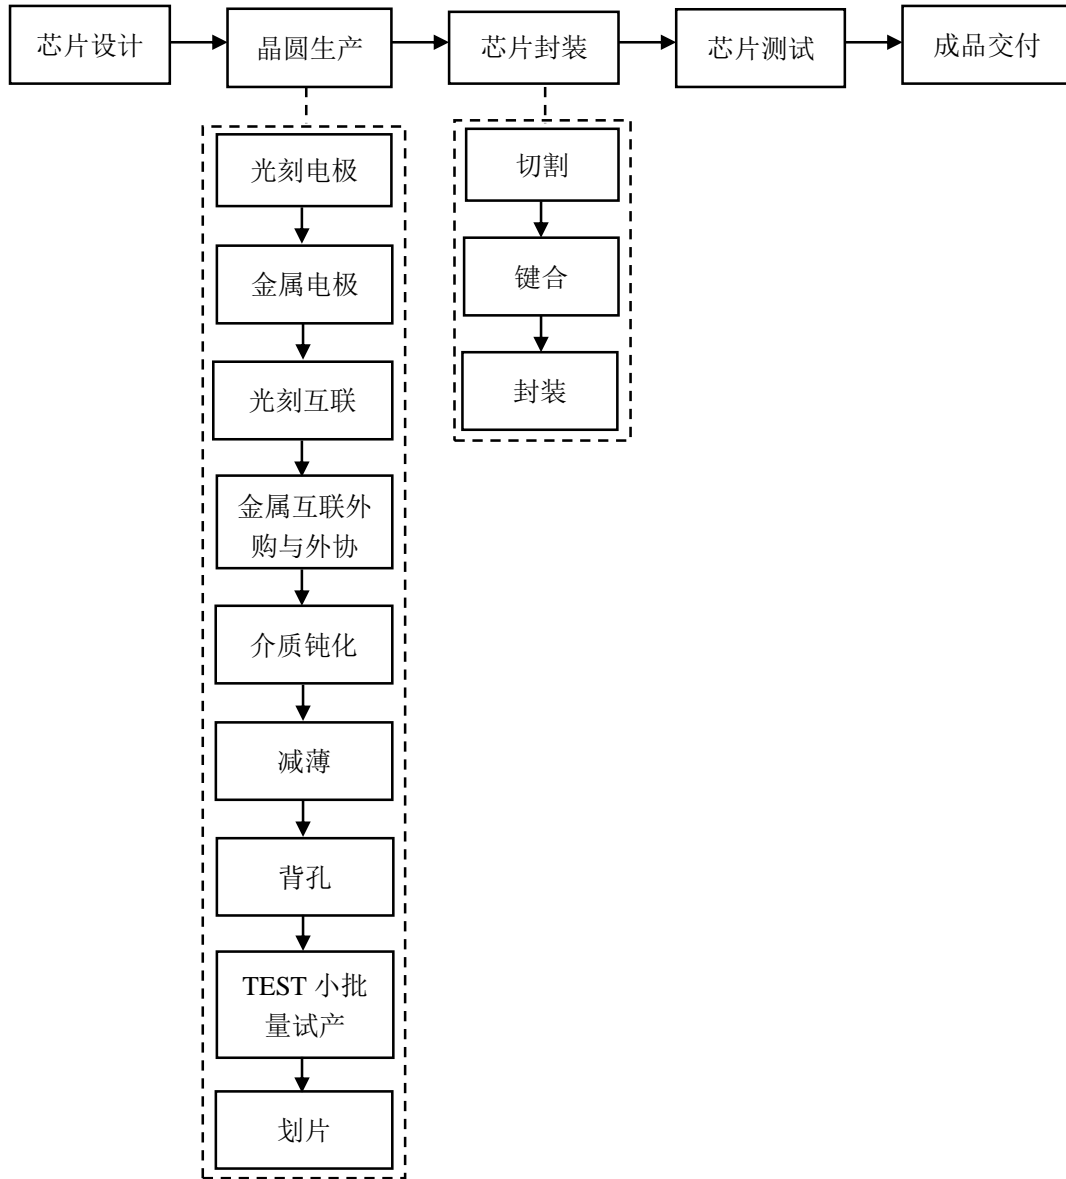 芯片设计
晶圆生产
芯片封装
芯片测试
成品交付
光刻电极
金属电极
光刻互联
金属互联外
购与外协
介质钝化
减薄
背孔
TEST 小批
量试产
划片
切割
键合
封装